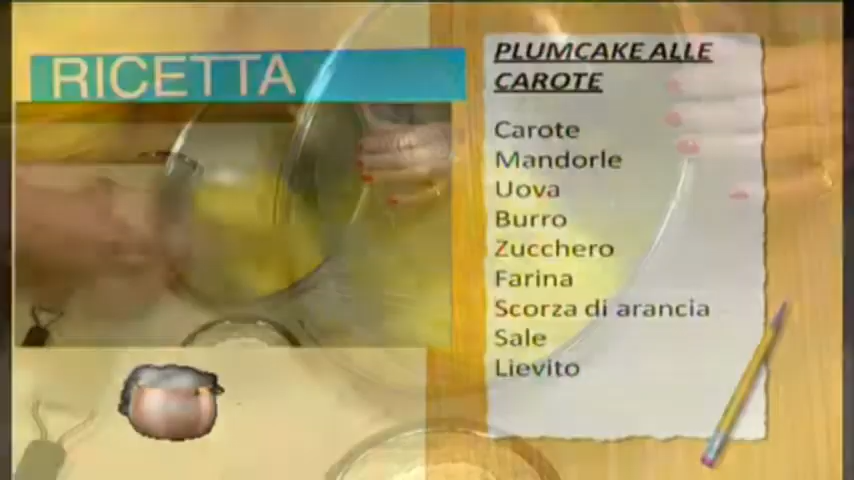 RICETTA
PLUMCAKE ALLE
CAROTE
Carote
Mandorle
Uova
Burro
Zucchero
Farina
Scorza di arancia
Sale
Lievito